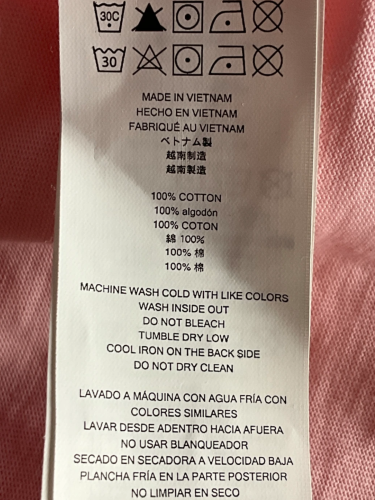 30C
30
MADE IN VIETNAM
HECHO EN VIETNAM
FABRIQUÉ AU VIETNAM
ベトナム製
越南制造
越南製造
100% COTTON
100% algodón
100% COTON
綿 100%
100% 棉
100% 棉
MACHINE WASH COLD WITH LIKE COLORS
WASH INSIDE OUT
DO NOT BLEACH
TUMBLE DRY LOW
COOL IRON ON THE BACK SIDE
DO NOT DRY CLEAN
LAVADO A MÁQUINA CON AGUA FRÍA CON
COLORES SIMILARES
LAVAR DESDE ADENTRO HACIA AFUERA
NO USAR BLANQUEADOR
SECADO EN SECADORA A VELOCIDAD BAJA
PLANCHA FRÍA EN LA PARTE POSTERIOR
NO LIMPIAR EN SECO